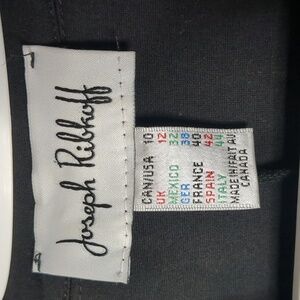 Joseph Ribkoff
CAN/USA 10
UK 12
MEXICO 32
GER 38
FRANCE 40
SPAIN 42
ITALY 44
MADE IN/FAIT AU
CANADA